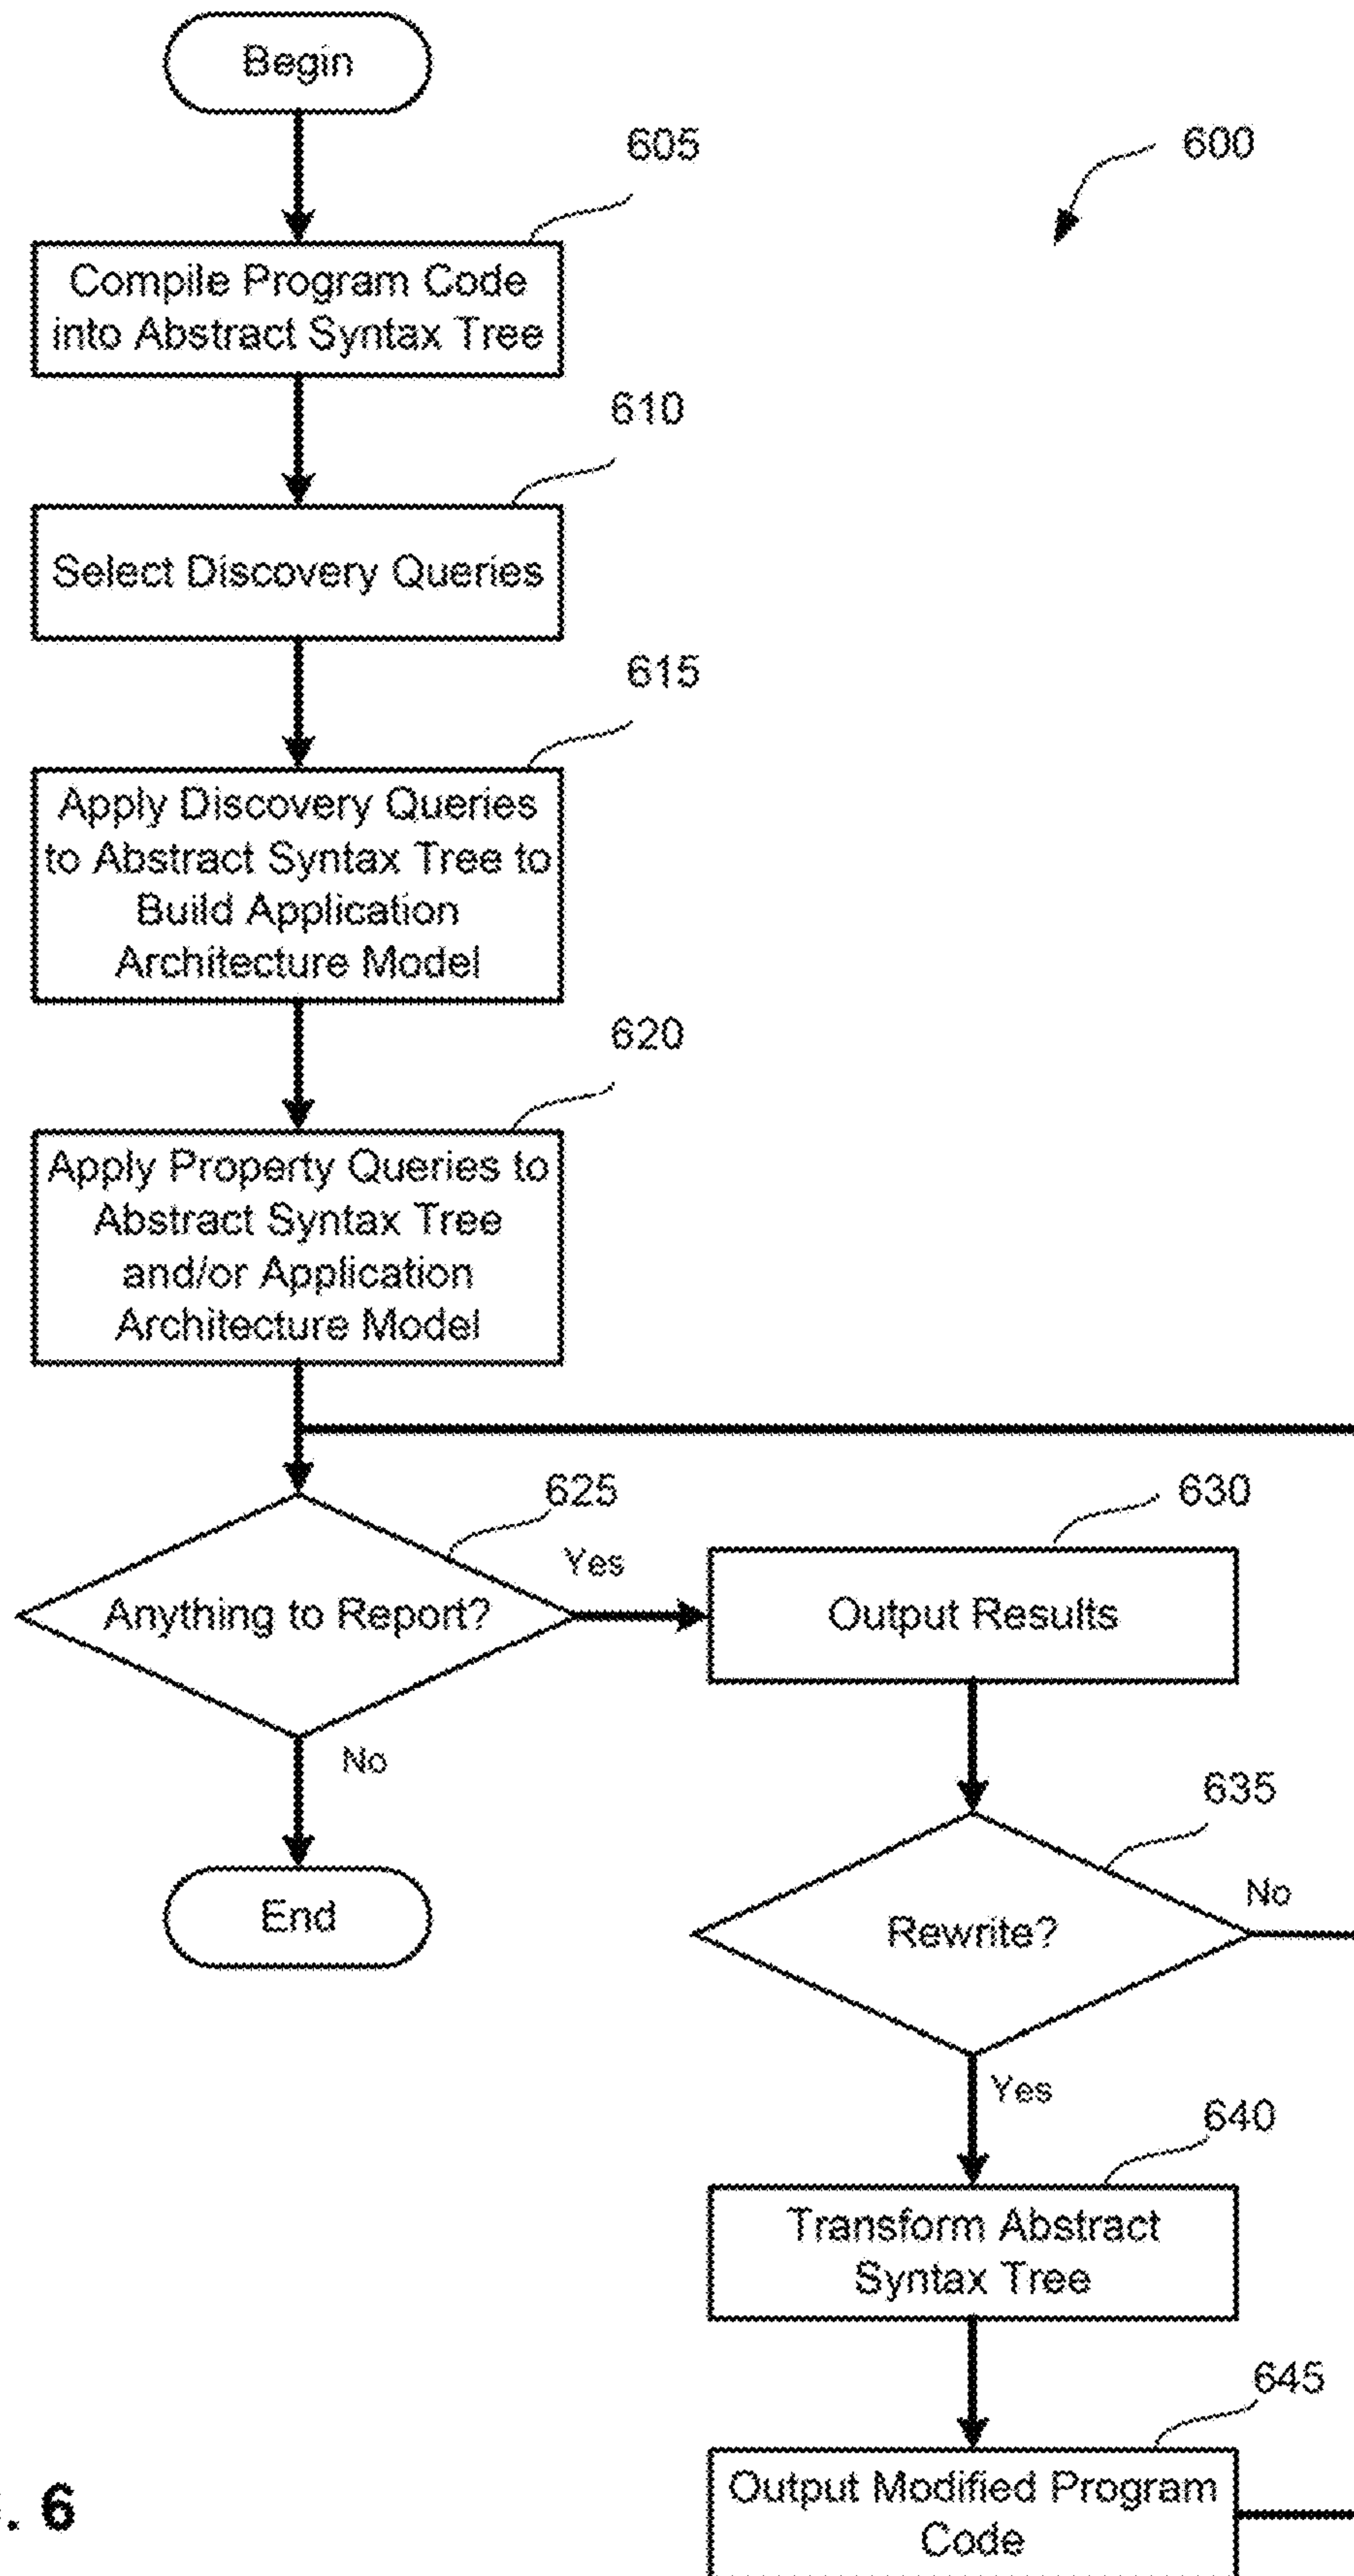 Begin
605
600
Compile Program Code
into Abstract Syntax Tree
610
Select Discovery Queries
615
Apply Discovery Queries
to Abstract Syntax Tree to
Build Application
Architecture Model
620
Apply Property Queries to
Abstract Syntax Tree
and/or Application
Architecture Model
625
Yes
630
Anything to Report?
Output Results
No
635
End
No
Rewrite?
Yes
640
Transform Abstract
Syntax Tree
645
Output Modified Program
Code
. 6